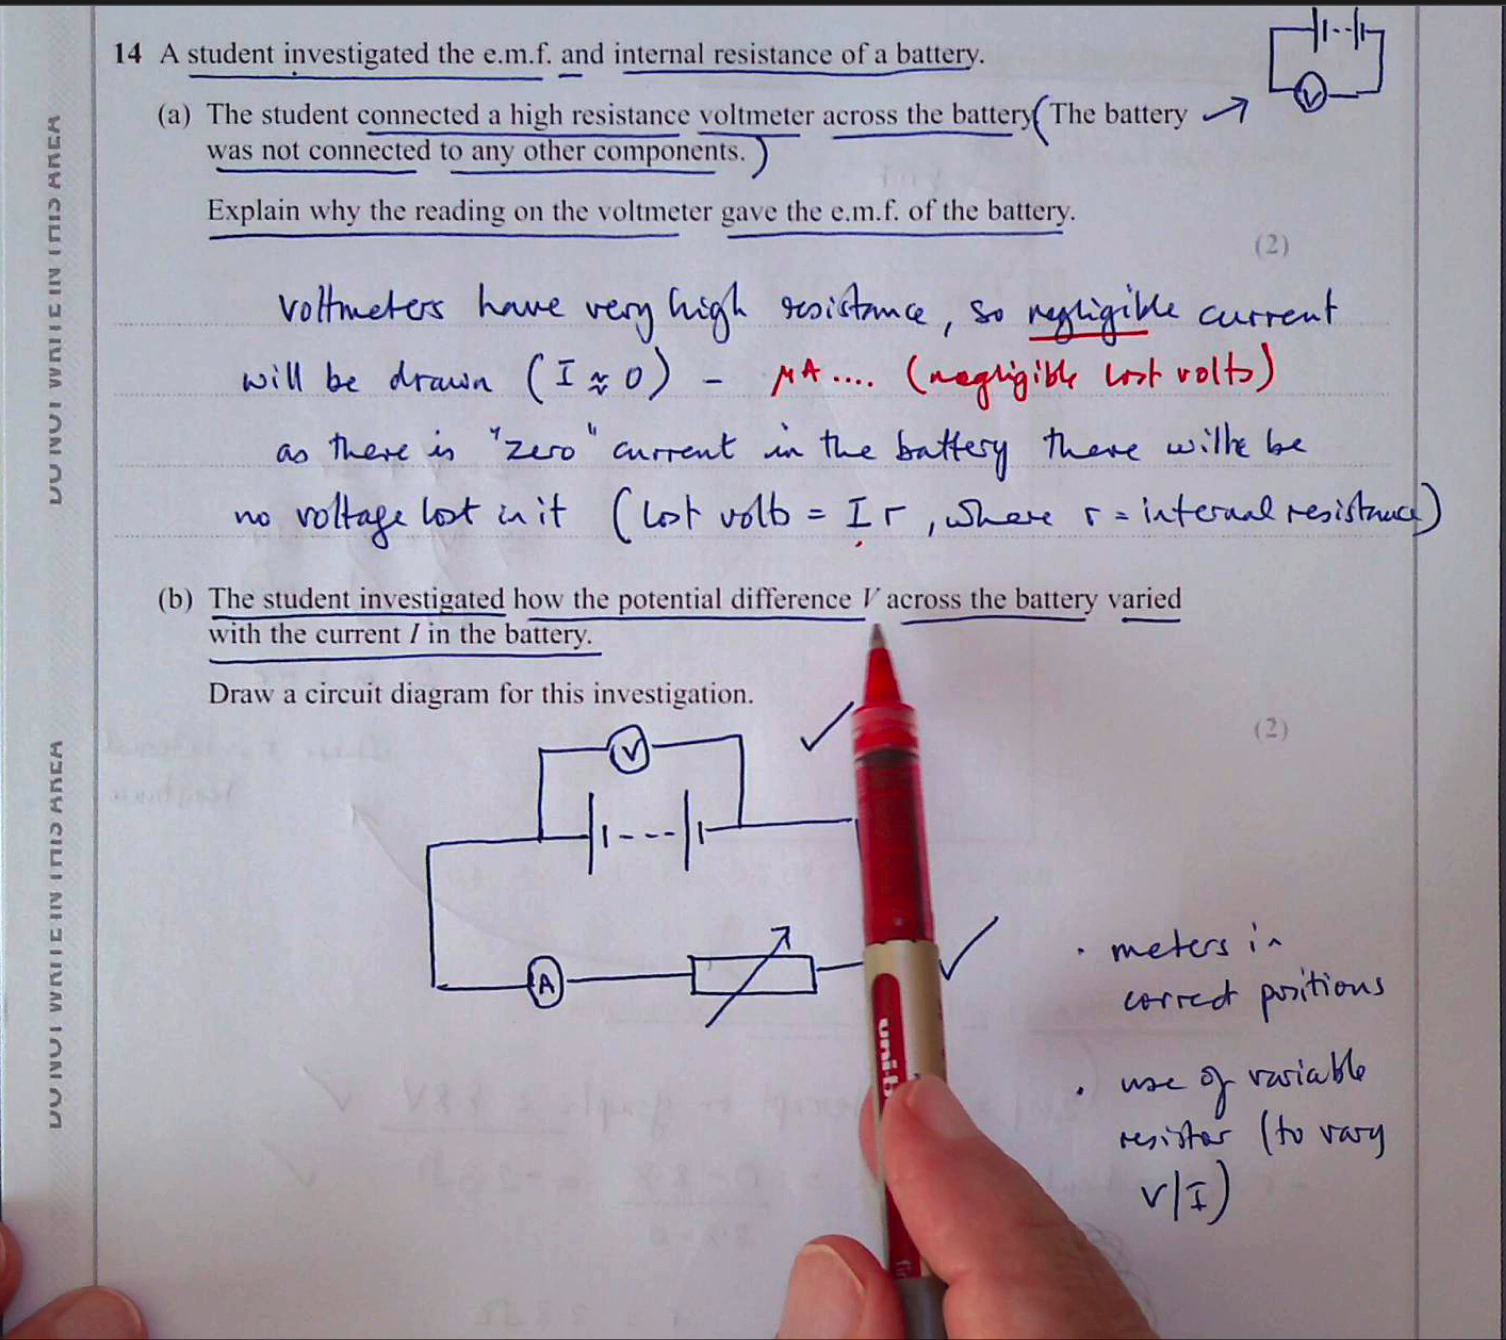 14 A student investigated the e.m.f. and internal resistance of a battery.
(a) The student connected a high resistance voltmeter across the battery (The battery
was not connected to any other components.)
V
Explain why the reading on the voltmeter gave the e.m.f. of the battery.
(2)
voltmeters have very high resistance, so negligible current
will be drawn (I ≈ 0) - μA .... (negligible lost volts)
as there is "zero" current in the battery there will be
no voltage lost in it (lost volts = Ir, where r = internal resistance)
(b) The student investigated how the potential difference V across the battery varied
with the current I in the battery.
Draw a circuit diagram for this investigation.
(2)
V
A
· meters in
correct positions
· use of variable
resistor (to vary
V/I)
uni
DO NOT WRITE IN THIS AREA
DO NOT WRITE IN THIS AREA